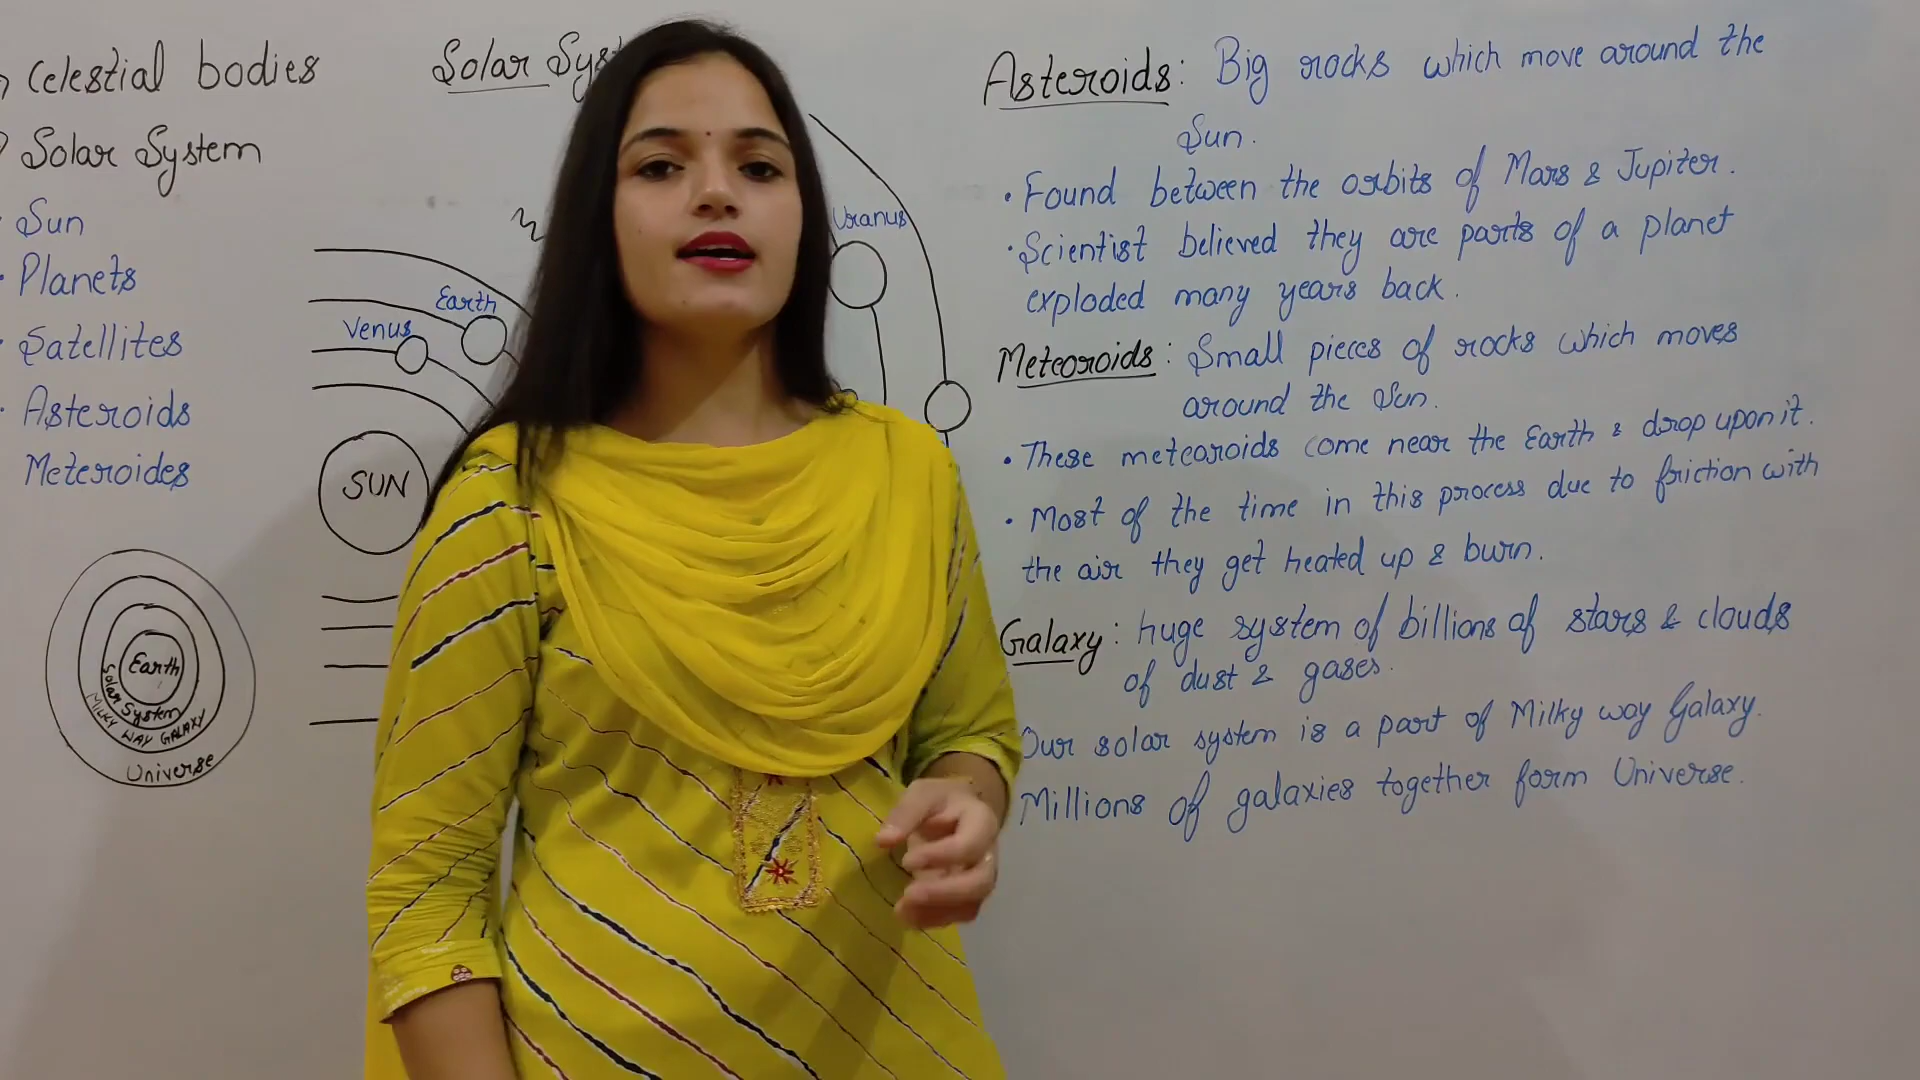 Celestial bodies
Solar System
Sun
Planets
Satellites
Asteroids
Meteroides
Solar
Uranus
Earth
Venus
SUN
Earth
Solar System
MILKY WAY GALAXY
Universe
Asteroids: Big rocks which move around the
Sun.
• Found between the orbits of Mars & Jupiter.
• Scientist believed they are parts of a planet
exploded many years back.
Meteoroids: Small pieces of rocks which moves
around the Sun.
• These meteoroids come near the Earth & drop upon it.
• Most of the time in this process due to friction with
the air they get heated up & burn.
Galaxy: huge system of billions of stars & clouds
of dust & gases.
Our solar system is a part of Milky way Galaxy.
Millions of galaxies together form Universe.